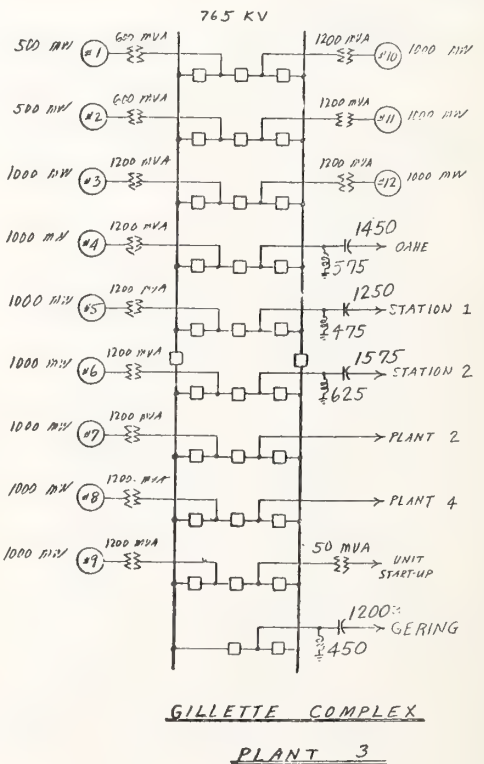 765 KV
500 MW #1 600 MVA 1200 MVA #10 1000 MW
500 MW #2 600 MVA 1200 MVA #11 1000 MW
1000 MW #3 1200 MVA 1200 MVA #12 1000 MW
1000 MW #4 1200 MVA 1450 OAHE
575
1000 MW #5 1200 MVA 1250 STATION 1
475
1000 MW #6 1200 MVA 1575 STATION 2
625
1000 MW #7 1200 MVA PLANT 2
1000 MW #8 1200 MVA PLANT 4
1000 MW #9 1200 MVA 50 MVA UNIT START-UP
1200 GERING
450
GILLETTE COMPLEX
PLANT 3